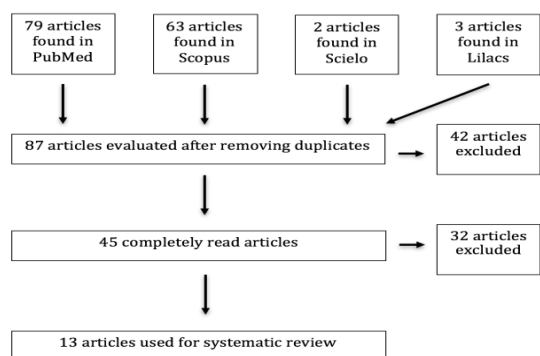 79 articles
found in
PubMed
63 articles
found in
Scopus
2 articles
found in
Scielo
3 articles
found in
Lilacs
87 articles evaluated after removing duplicates
42 articles
excluded
45 completely read articles
32 articles
excluded
13 articles used for systematic review